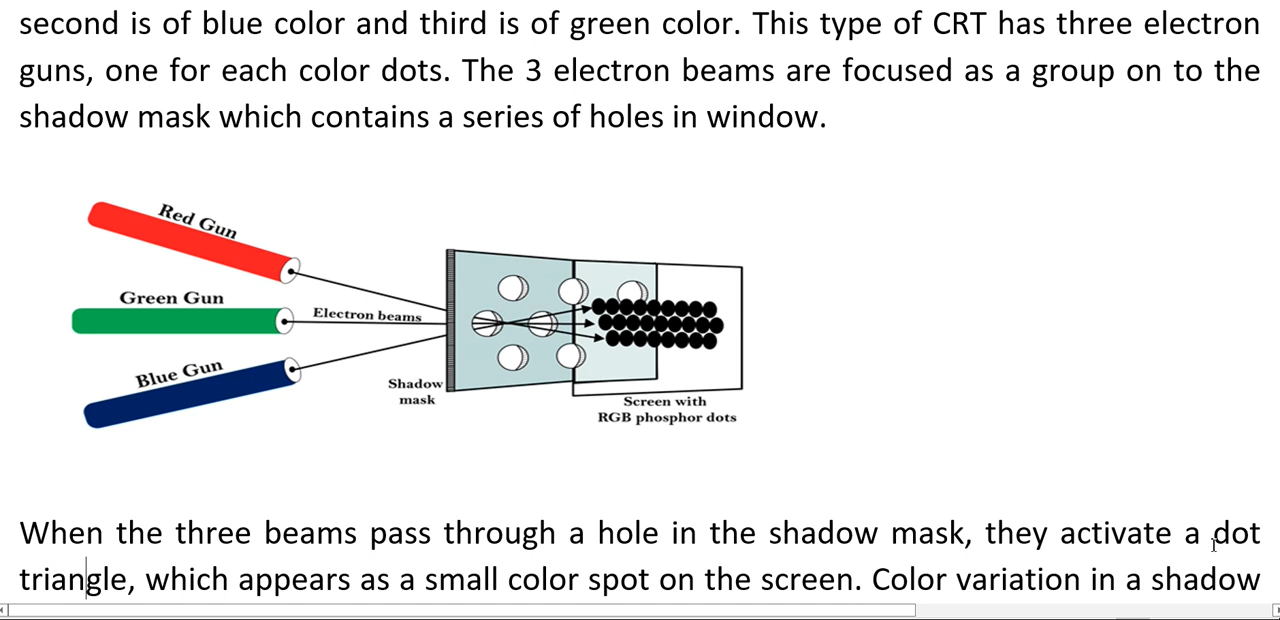 second is of blue color and third is of green color. This type of CRT has three electron
guns, one for each color dots. The 3 electron beams are focused as a group on to the
shadow mask which contains a series of holes in window.
Red Gun
Green Gun
Electron beams
Blue Gun
Shadow
mask
Screen with
RGB phosphor dots
When the three beams pass through a hole in the shadow mask, they activate a dot
triangle, which appears as a small color spot on the screen. Color variation in a shadow